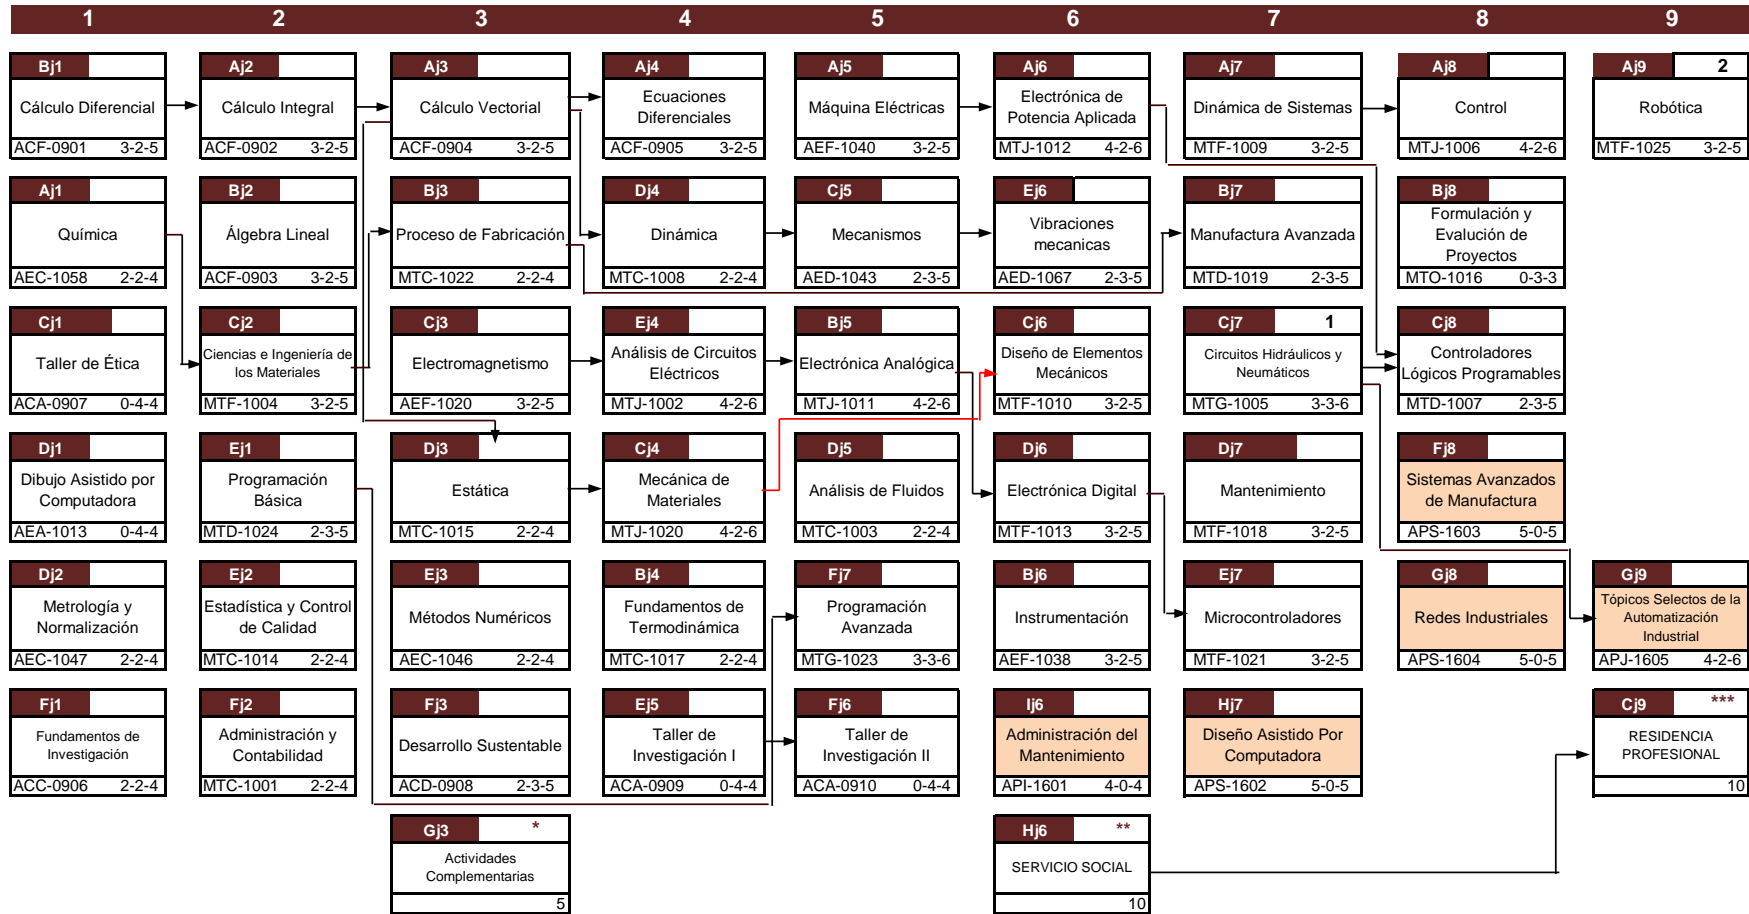 1 2 3 4 5 6 7 8 9
Bj1 Aj2 Aj3 Aj4 Aj5 Aj6 Aj7 Aj8 Aj9 2
Cálculo Diferencial
ACF-0901 3-2-5
Cálculo Integral
ACF-0902 3-2-5
Cálculo Vectorial
ACF-0904 3-2-5
Ecuaciones
Diferenciales
ACF-0905 3-2-5
Máquina Eléctricas
AEF-1040 3-2-5
Electrónica de
Potencia Aplicada
MTJ-1012 4-2-6
Dinámica de Sistemas
MTF-1009 3-2-5
Control
MTJ-1006 4-2-6
Robótica
MTF-1025 3-2-5
Aj1 Bj2 Bj3 Dj4 Cj5 Ej6 Bj7 Bj8
Química
AEC-1058 2-2-4
Álgebra Lineal
ACF-0903 3-2-5
Proceso de Fabricación
MTC-1022 2-2-4
Dinámica
MTC-1008 2-2-4
Mecanismos
AED-1043 2-3-5
Vibraciones
mecanicas
AED-1067 2-3-5
Manufactura Avanzada
MTD-1019 2-3-5
Formulación y
Evalución de
Proyectos
MTO-1016 0-3-3
Cj1 Cj2 Cj3 Ej4 Bj5 Cj6 Cj7 1 Cj8
Taller de Ética
ACA-0907 0-4-4
Ciencias e Ingeniería de
los Materiales
MTF-1004 3-2-5
Electromagnetismo
AEF-1020 3-2-5
Análisis de Circuitos
Eléctricos
MTJ-1002 4-2-6
Electrónica Analógica
MTJ-1011 4-2-6
Diseño de Elementos
Mecánicos
MTF-1010 3-2-5
Circuitos Hidráulicos y
Neumáticos
MTG-1005 3-3-6
Controladores
Lógicos Programables
MTD-1007 2-3-5
Dj1 Ej1 Dj3 Cj4 Dj5 Dj6 Dj7 Fj8
Dibujo Asistido por
Computadora
AEA-1013 0-4-4
Programación
Básica
MTD-1024 2-3-5
Estática
MTC-1015 2-2-4
Mecánica de
Materiales
MTJ-1020 4-2-6
Análisis de Fluidos
MTC-1003 2-2-4
Electrónica Digital
MTF-1013 3-2-5
Mantenimiento
MTF-1018 3-2-5
Sistemas Avanzados
de Manufactura
APS-1603 5-0-5
Dj2 Ej2 Ej3 Bj4 Fj7 Bj6 Ej7 Gj8 Gj9
Metrología y
Normalización
AEC-1047 2-2-4
Estadística y Control
de Calidad
MTC-1014 2-2-4
Métodos Numéricos
AEC-1046 2-2-4
Fundamentos de
Termodinámica
MTC-1017 2-2-4
Programación
Avanzada
MTG-1023 3-3-6
Instrumentación
AEF-1038 3-2-5
Microcontroladores
MTF-1021 3-2-5
Redes Industriales
APS-1604 5-0-5
Tópicos Selectos de la
Automatización
Industrial
APJ-1605 4-2-6
Fj1 Fj2 Fj3 Ej5 Fj6 Ij6 Hj7 Cj9 ***
Fundamentos de
Investigación
ACC-0906 2-2-4
Administración y
Contabilidad
MTC-1001 2-2-4
Desarrollo Sustentable
ACD-0908 2-3-5
Taller de
Investigación I
ACA-0909 0-4-4
Taller de
Investigación II
ACA-0910 0-4-4
Administración del
Mantenimiento
API-1601 4-0-4
Diseño Asistido Por
Computadora
APS-1602 5-0-5
RESIDENCIA
PROFESIONAL
10
Gj3 * Hj6 **
Actividades
Complementarias
5
SERVICIO SOCIAL
10